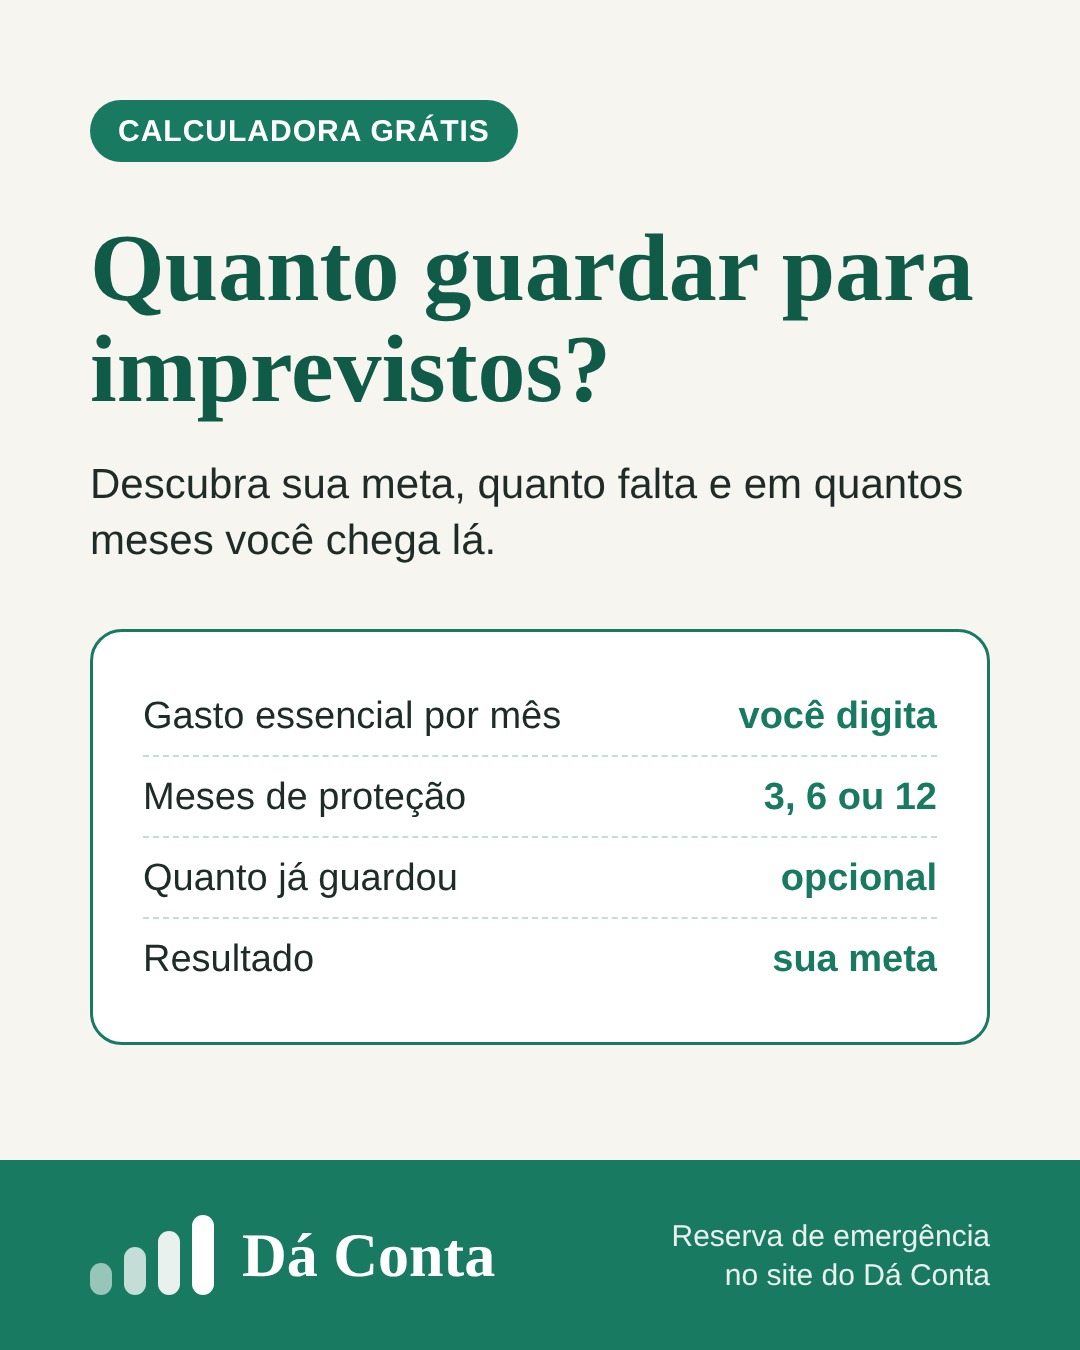 CALCULADORA GRÁTIS
Quanto guardar para
imprevistos?
Descubra sua meta, quanto falta e em quantos
meses você chega lá.
Gasto essencial por mês você digita
Meses de proteção 3, 6 ou 12
Quanto já guardou opcional
Resultado sua meta
Dá Conta
Reserva de emergência
no site do Dá Conta